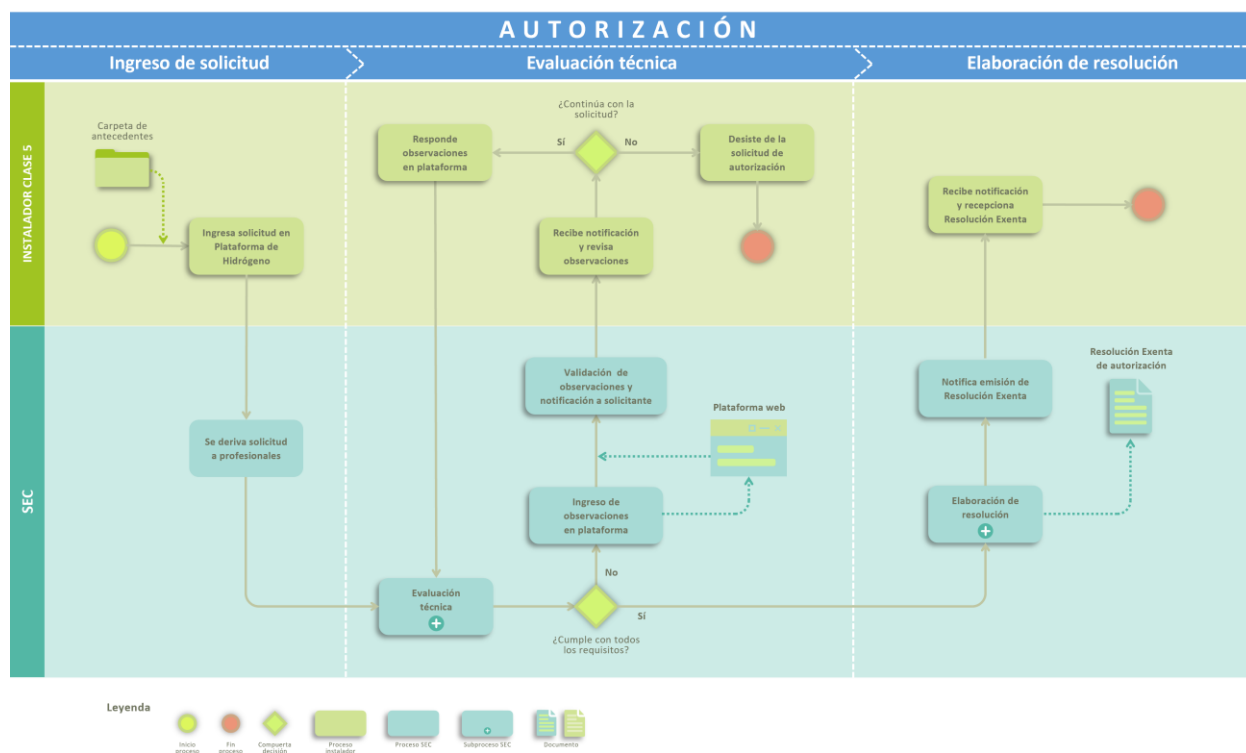 AUTORIZACIÓN
Ingreso de solicitud
Evaluación técnica
Elaboración de resolución
INSTALADOR CLASE 5
Carpeta de
antecedentes
Ingresa solicitud en
Plataforma de
Hidrógeno
Responde
observaciones
en plataforma
¿Continúa con la
solicitud?
Sí
No
Desiste de la
solicitud de
autorización
Recibe notificación
y revisa
observaciones
Recibe notificación
y recepciona
Resolución Exenta
SEC
Se deriva solicitud
a profesionales
Validación de
observaciones y
notificación a solicitante
Plataforma web
Ingreso de
observaciones
en plataforma
No
Evaluación
técnica
Sí
¿Cumple con todos
los requisitos?
Notifica emisión de
Resolución Exenta
Resolución Exenta
de autorización
Elaboración de
resolución
Leyenda
Inicio
proceso
Fin
proceso
Compuerta
decisión
Proceso
instalador
Proceso SEC
Subproceso SEC
Documento